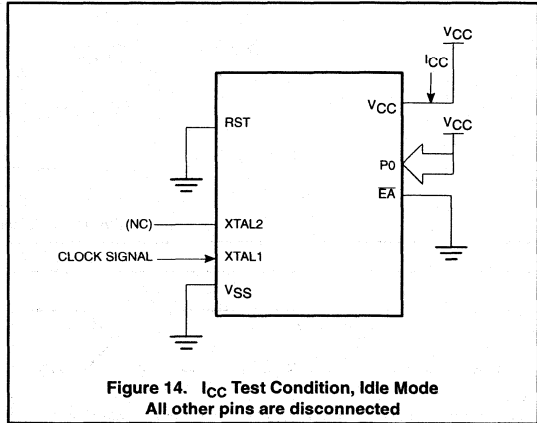 VCC
ICC
VCC
RST
VCC
P0
EA
(NC)
XTAL2
CLOCK SIGNAL
XTAL1
VSS
Figure 14. ICC Test Condition, Idle Mode
All other pins are disconnected